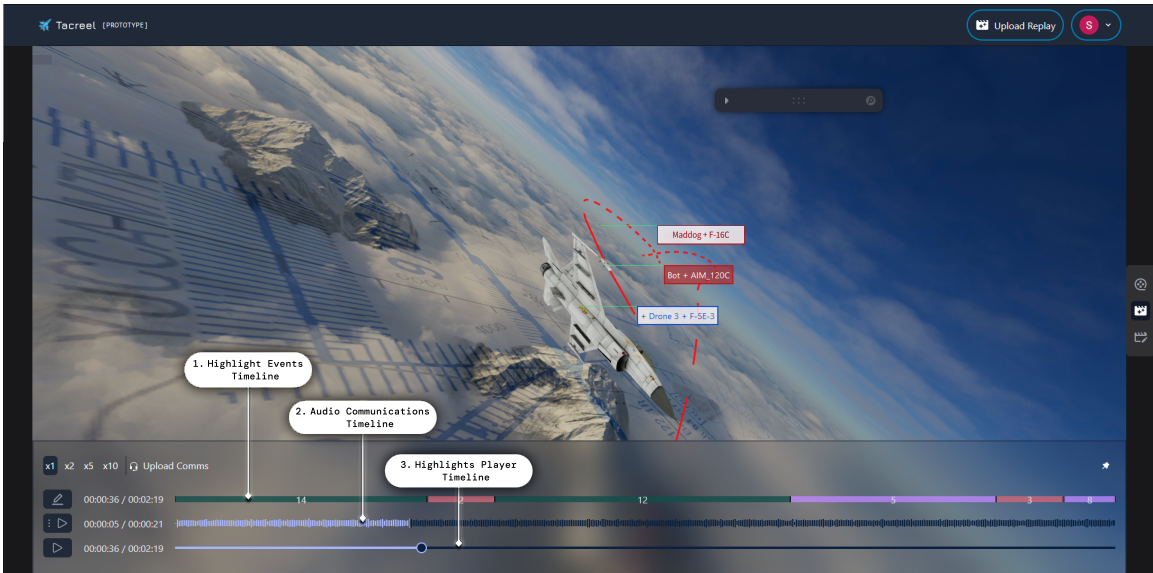 Tacreel [PROTOTYPE]
Upload Replay
S
Maddog + F-16C
Bot + AIM_120C
+ Drone 3 + F-5E-3
1. Highlight Events
Timeline
2. Audio Communications
Timeline
3. Highlights Player
Timeline
x1 x2 x5 x10 Upload Comms
00:00:36 / 00:02:19 14 2 12 5 3 8
00:00:05 / 00:00:21
00:00:36 / 00:02:19